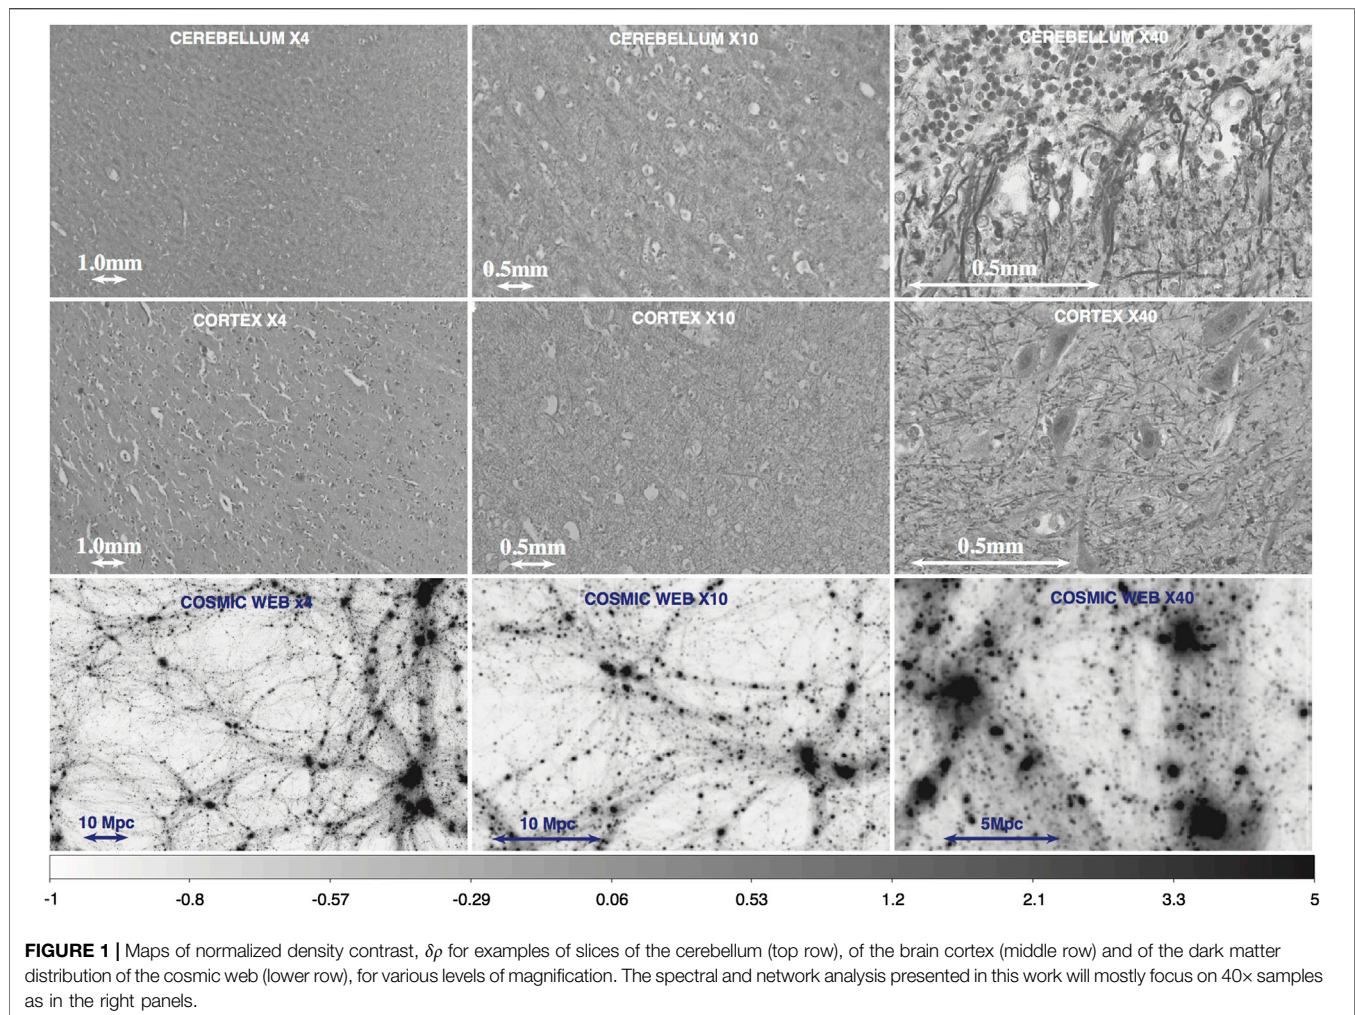 CEREBELLUM X4
CEREBELLUM X10
CEREBELLUM X40
1.0mm
0.5mm
0.5mm
CORTEX X4
CORTEX X10
CORTEX X40
1.0mm
0.5mm
0.5mm
COSMIC WEB x4
COSMIC WEB X10
COSMIC WEB X40
10 Mpc
10 Mpc
5Mpc
-1 -0.8 -0.57 -0.29 0.06 0.53 1.2 2.1 3.3 5
FIGURE 1 | Maps of normalized density contrast, δρ for examples of slices of the cerebellum (top row), of the brain cortex (middle row) and of the dark matter
distribution of the cosmic web (lower row), for various levels of magnification. The spectral and network analysis presented in this work will mostly focus on 40× samples
as in the right panels.